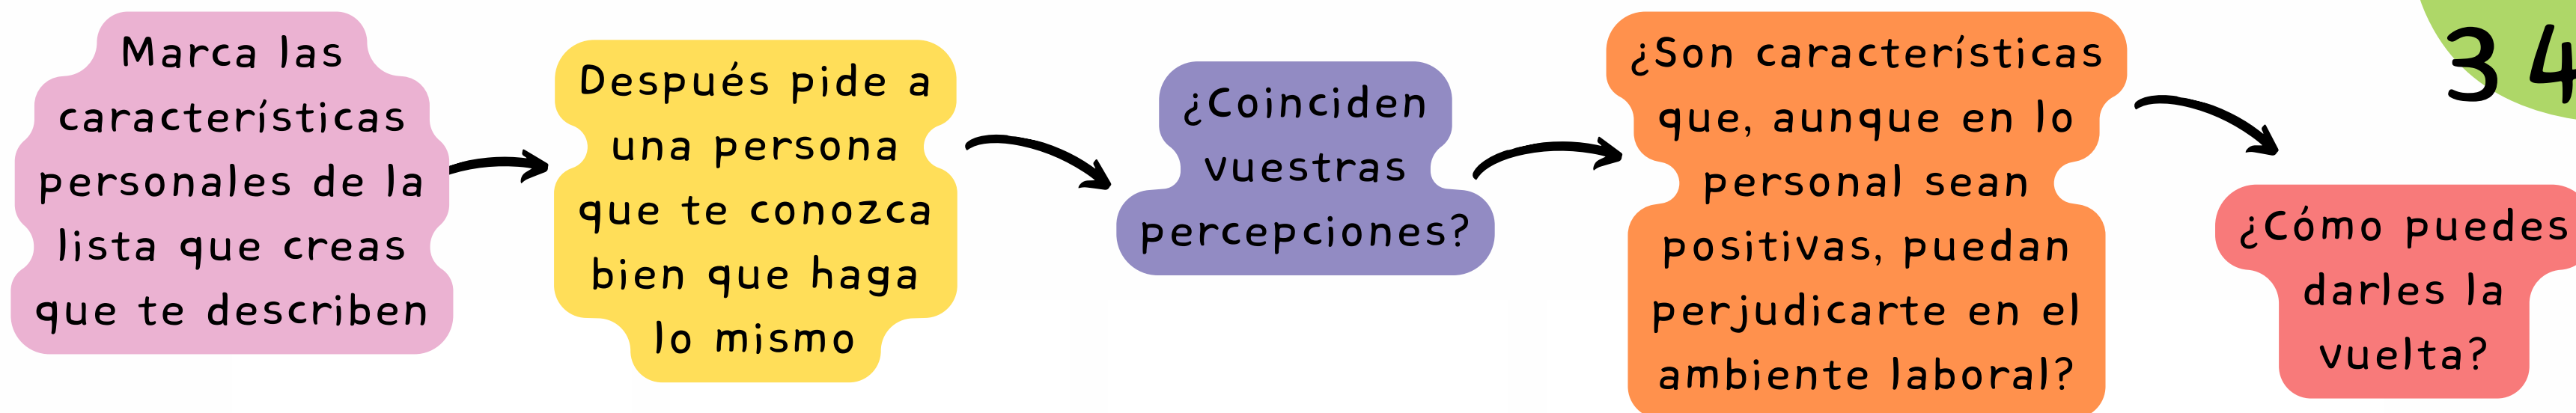 Marca las
características
personales de la
lista que creas
que te describen
Después pide a
una persona
que te conozca
bien que haga
lo mismo
¿Coinciden
vuestras
percepciones?
¿Son características
que, aunque en lo
personal sean
positivas, puedan
perjudicarte en el
ambiente laboral?
¿Cómo puedes
darles la
vuelta?
3 4